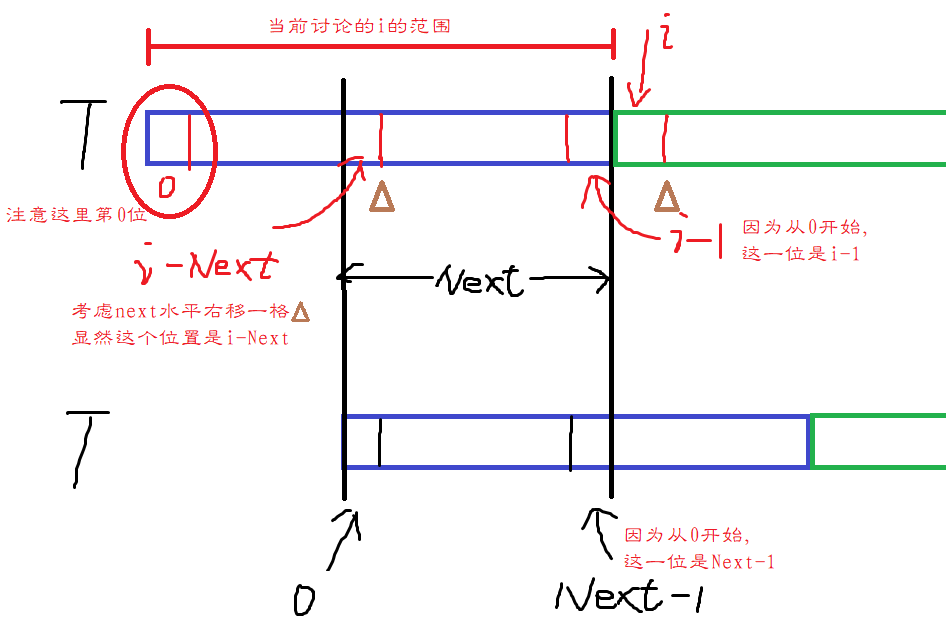 当前讨论的i的范围
i
T
0
注意这里第0位
i-Next
i-1
因为从0开始,
这一位是i-1
Next
考虑next水平右移一格△
显然这个位置是i-Next
T
0
Next-1
因为从0开始,
这一位是Next-1